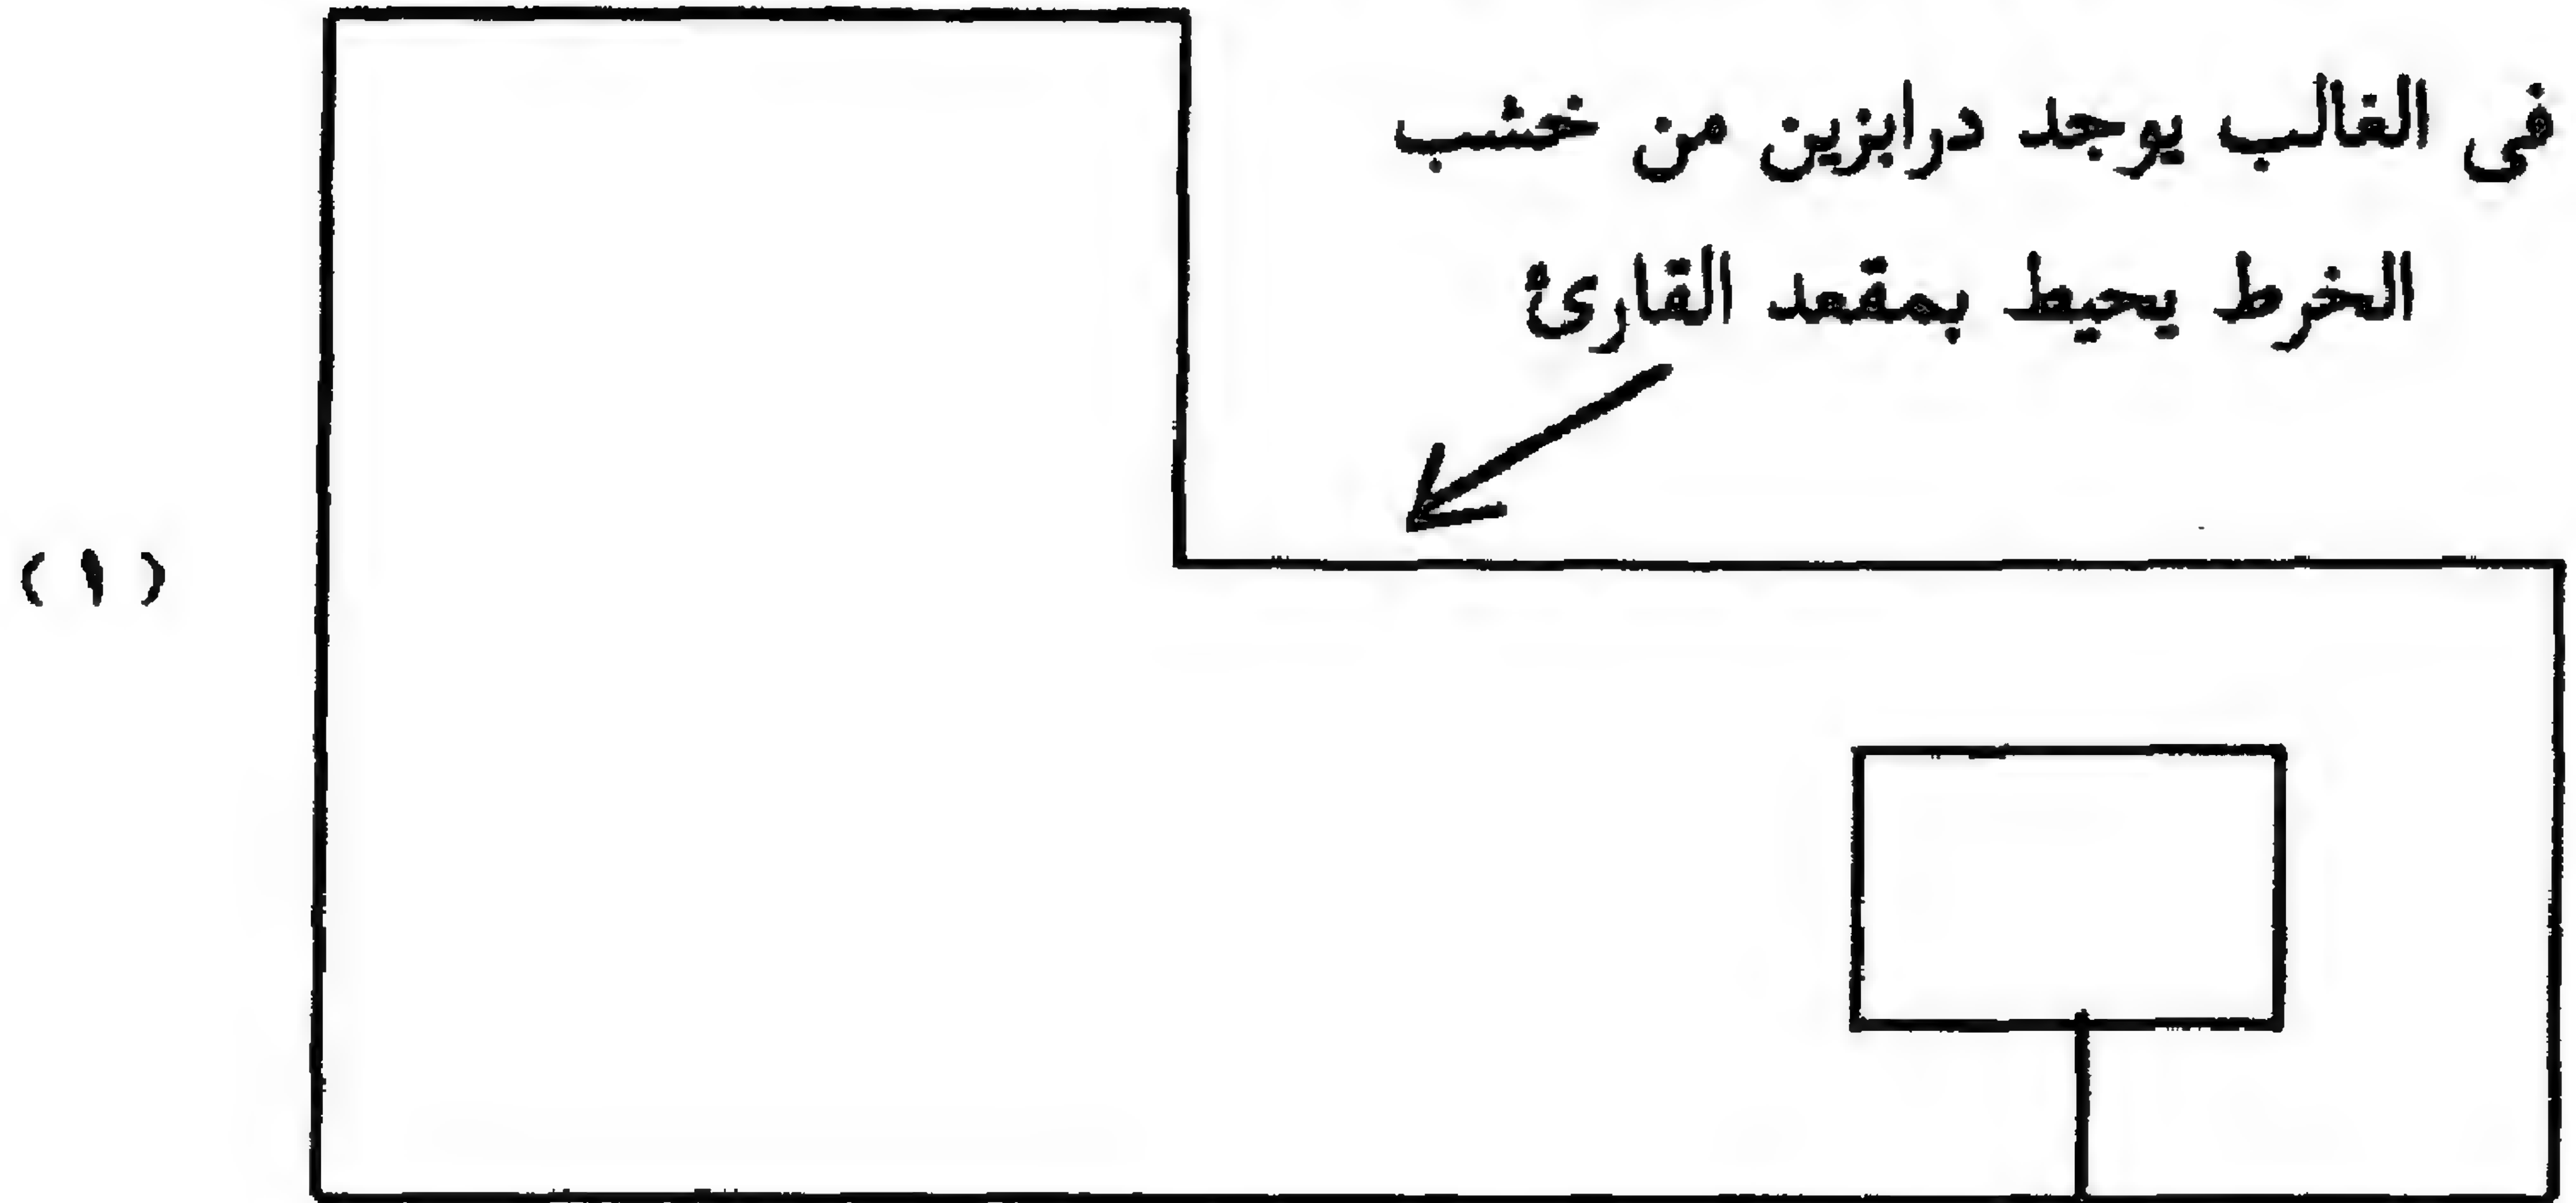 فى الغالب يوجد درابزين من خشب
الخرط يحيط بمقعد القارئ
(١)